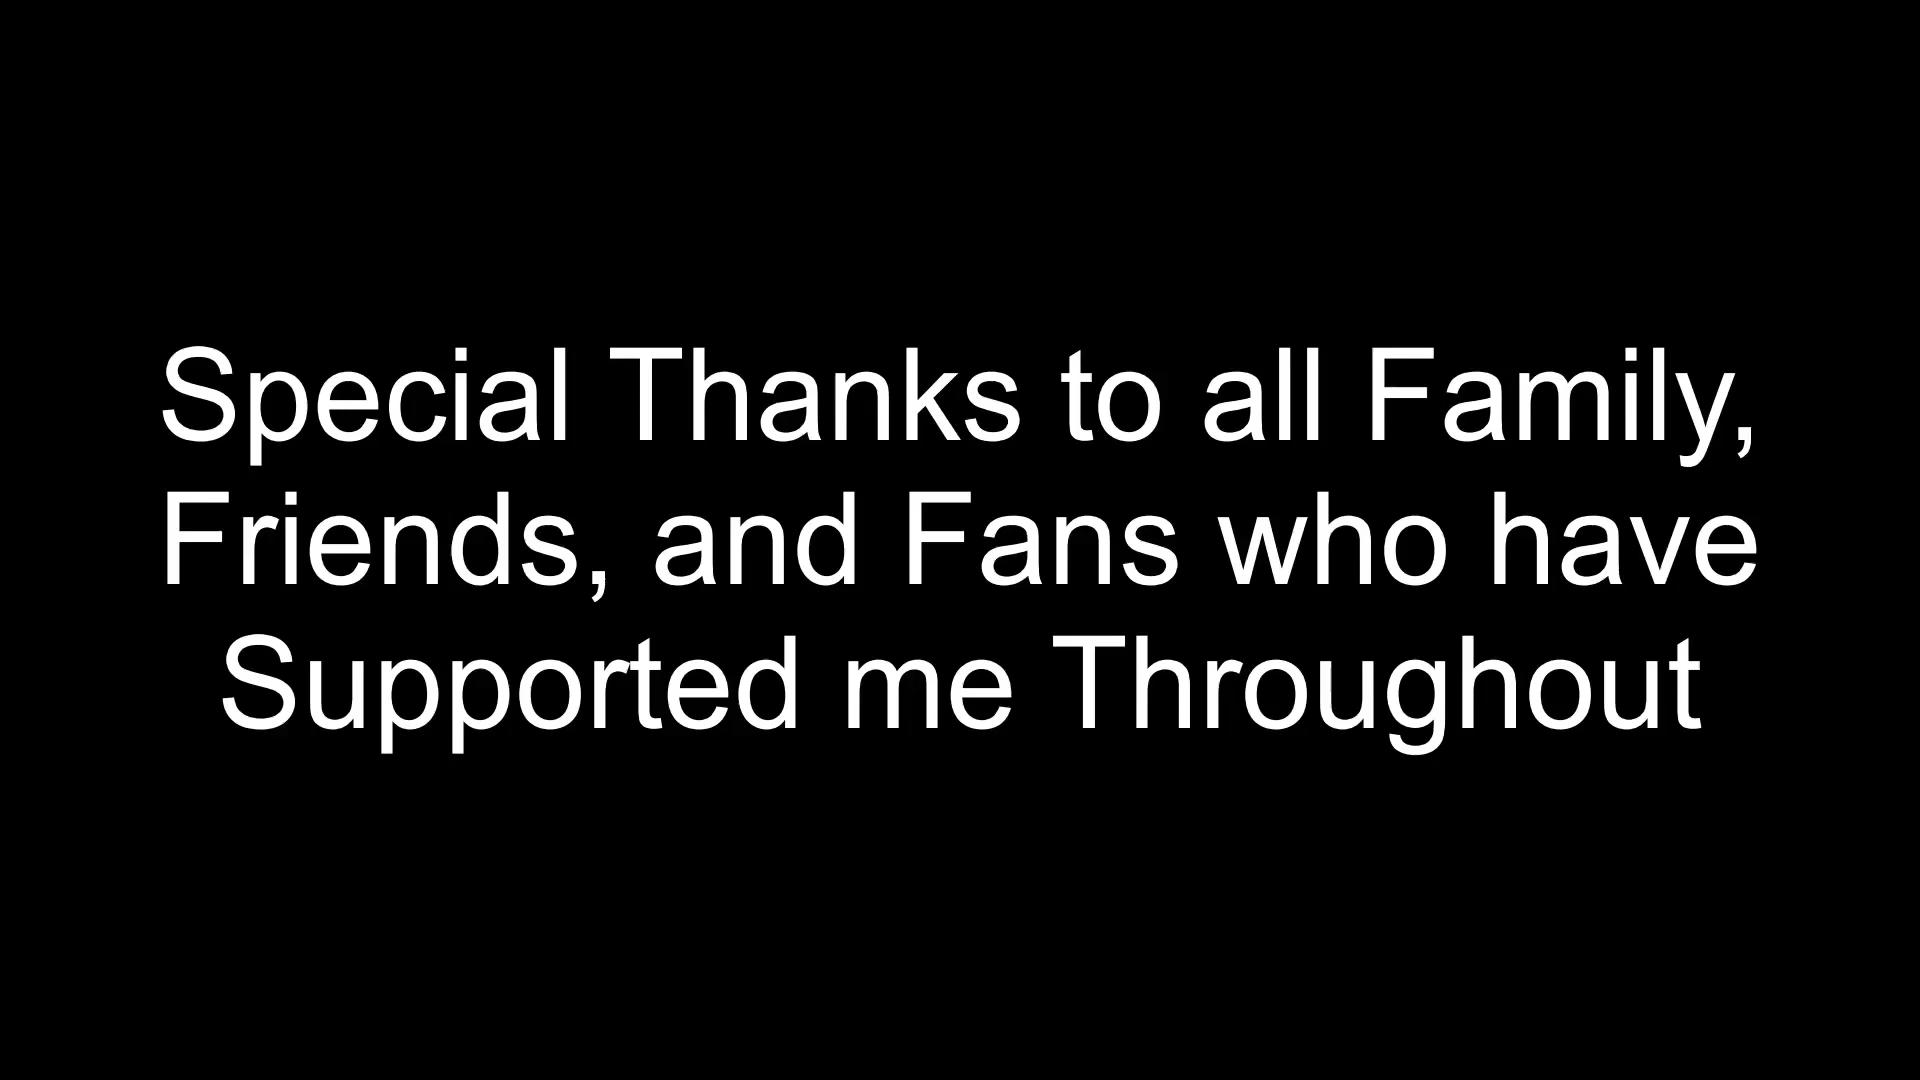 Special Thanks to all Family,
Friends, and Fans who have
Supported me Throughout